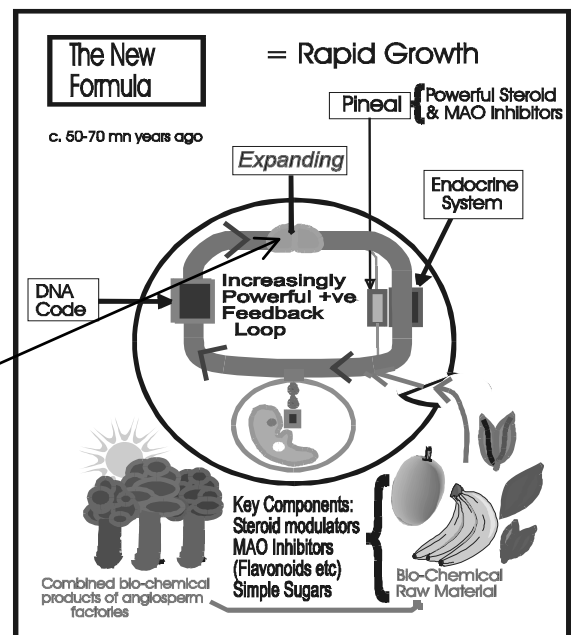 The New
Formula
= Rapid Growth
c. 50-70 mn years ago
Pineal
Powerful Steroid
& MAO Inhibitors
Expanding
Endocrine
System
DNA
Code
Increasingly
Powerful +ve
Feedback
Loop
Key Components:
Steroid modulators
MAO Inhibitors
(Flavonoids etc)
Simple Sugars
Bio-Chemical
Raw Material
Combined bio-chemical
products of angiosperm
factories